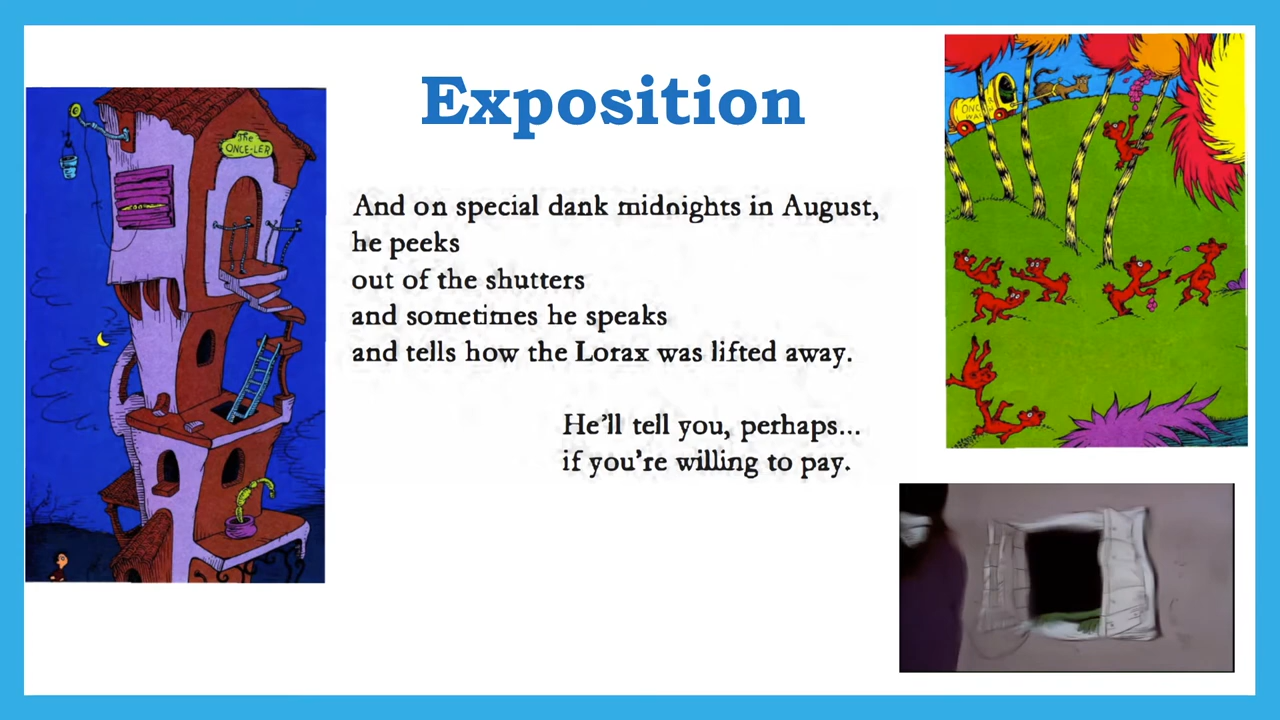 Exposition
The
ONCE-LER
And on special dank midnights in August,
he peeks
out of the shutters
and sometimes he speaks
and tells how the Lorax was lifted away.
He'll tell you, perhaps...
if you're willing to pay.